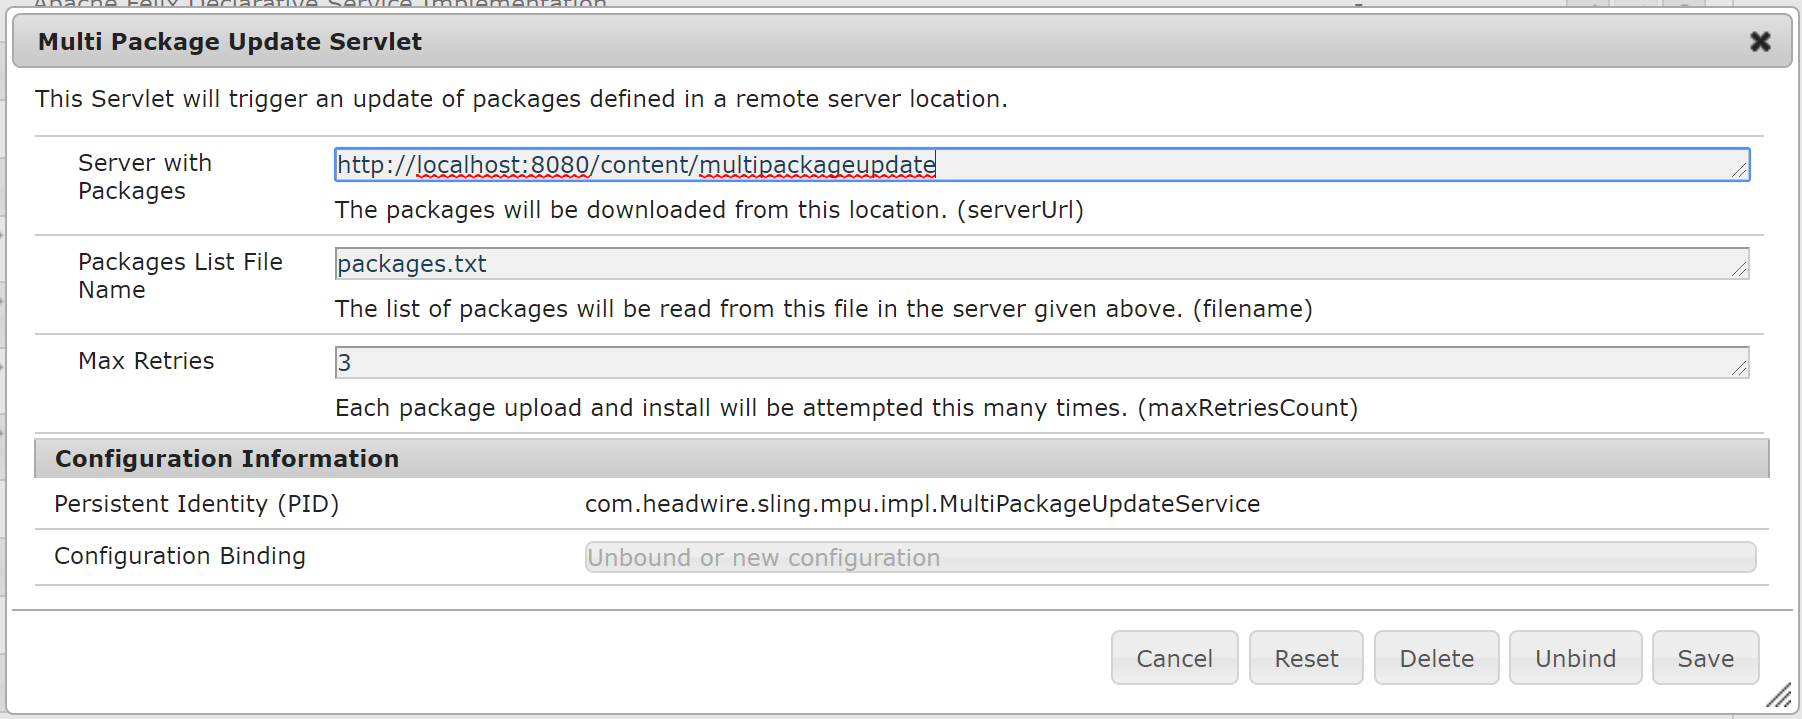 Apache Felix Declarative Service Implementation
Multi Package Update Servlet
This Servlet will trigger an update of packages defined in a remote server location.
Server with
Packages
http://localhost:8080/content/multipackageupdate
The packages will be downloaded from this location. (serverUrl)
Packages List File
Name
packages.txt
The list of packages will be read from this file in the server given above. (filename)
Max Retries
3
Each package upload and install will be attempted this many times. (maxRetriesCount)
Configuration Information
Persistent Identity (PID)
com.headwire.sling.mpu.impl.MultiPackageUpdateService
Configuration Binding
Unbound or new configuration
Cancel Reset Delete Unbind Save